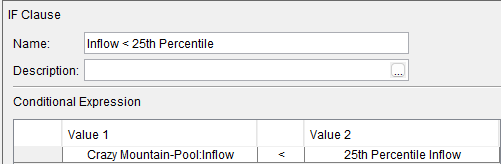 IF Clause
Name: Inflow < 25th Percentile
Description: ...
Conditional Expression
Value 1 Value 2
Crazy Mountain-Pool:Inflow < 25th Percentile Inflow